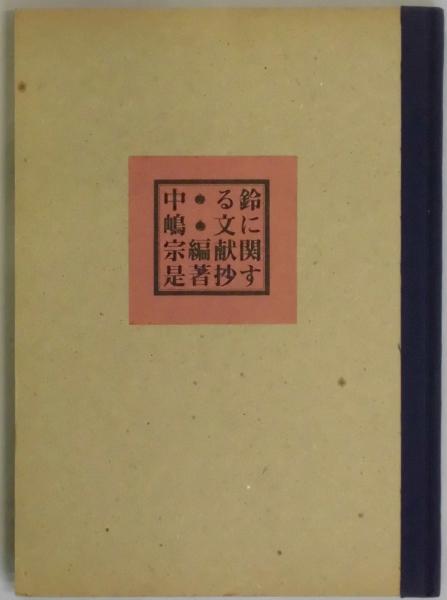 鈴に関す
る文献抄
・・編著
中嶋宗是